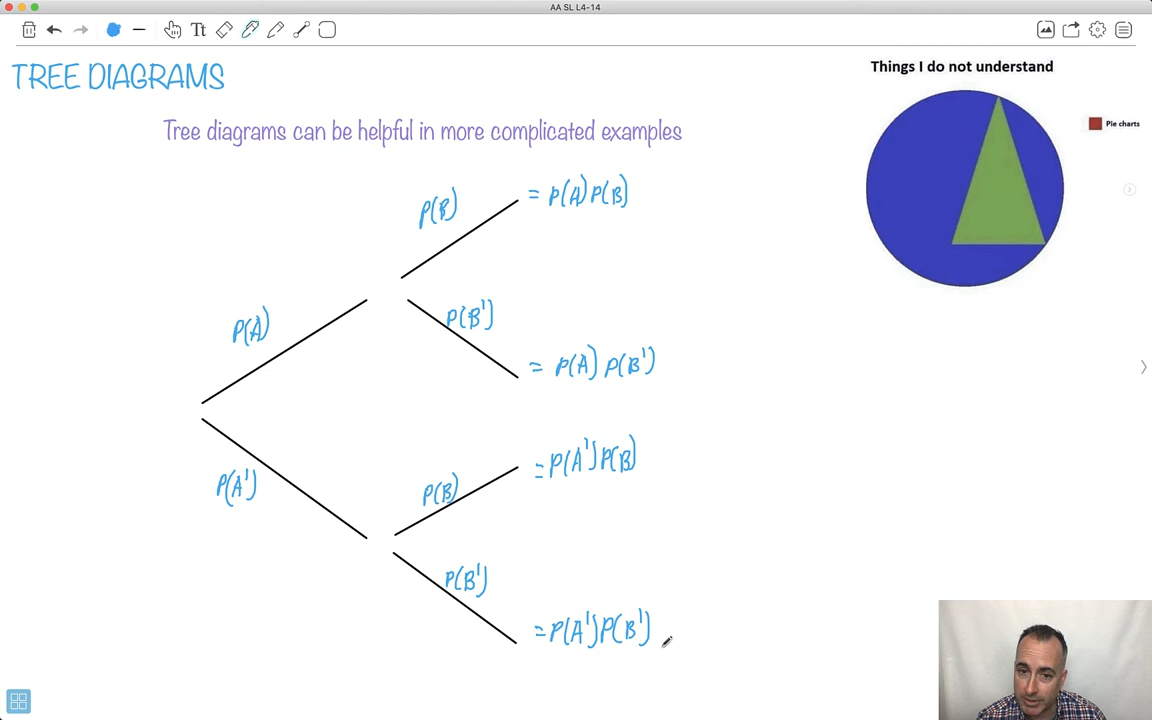 AA SL L4-14
Tt
TREE DIAGRAMS
Things I do not understand
Pie charts
Tree diagrams can be helpful in more complicated examples
P(B)
= P(A) P(B)
P(A)
P(B')
= P(A) P(B')
P(A')
P(B)
= P(A') P(B)
P(B')
= P(A') P(B')